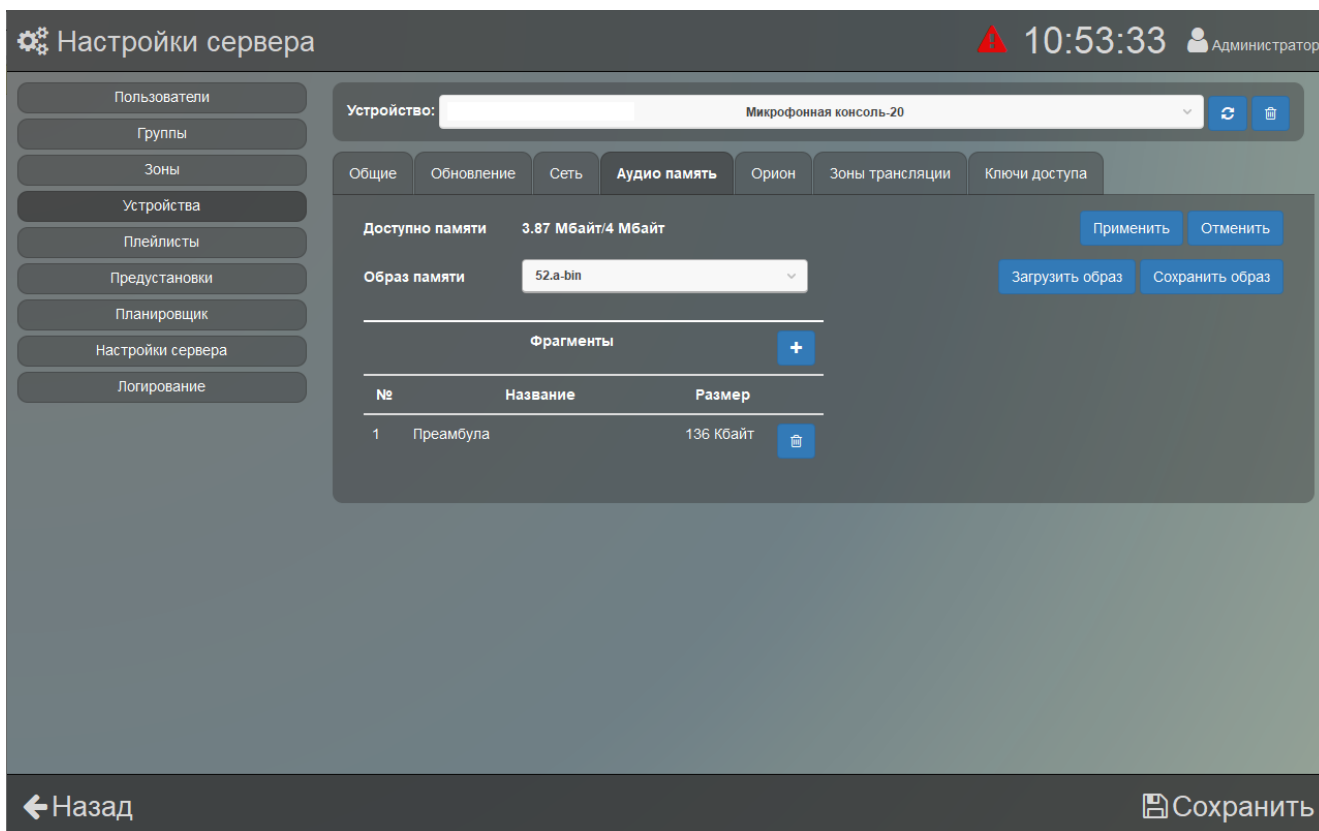 Настройки сервера
10:53:33 Администратор
Пользователи
Группы
Зоны
Устройства
Плейлисты
Предустановки
Планировщик
Настройки сервера
Логирование
Устройство: Микрофонная консоль-20
Общие Обновление Сеть Аудио память Орион Зоны трансляции Ключи доступа
Доступно памяти 3.87 Мбайт/4 Мбайт Применить Отменить
Образ памяти 52.a-bin Загрузить образ Сохранить образ
Фрагменты +
№ Название Размер
1 Преамбула 136 Кбайт
Назад Сохранить